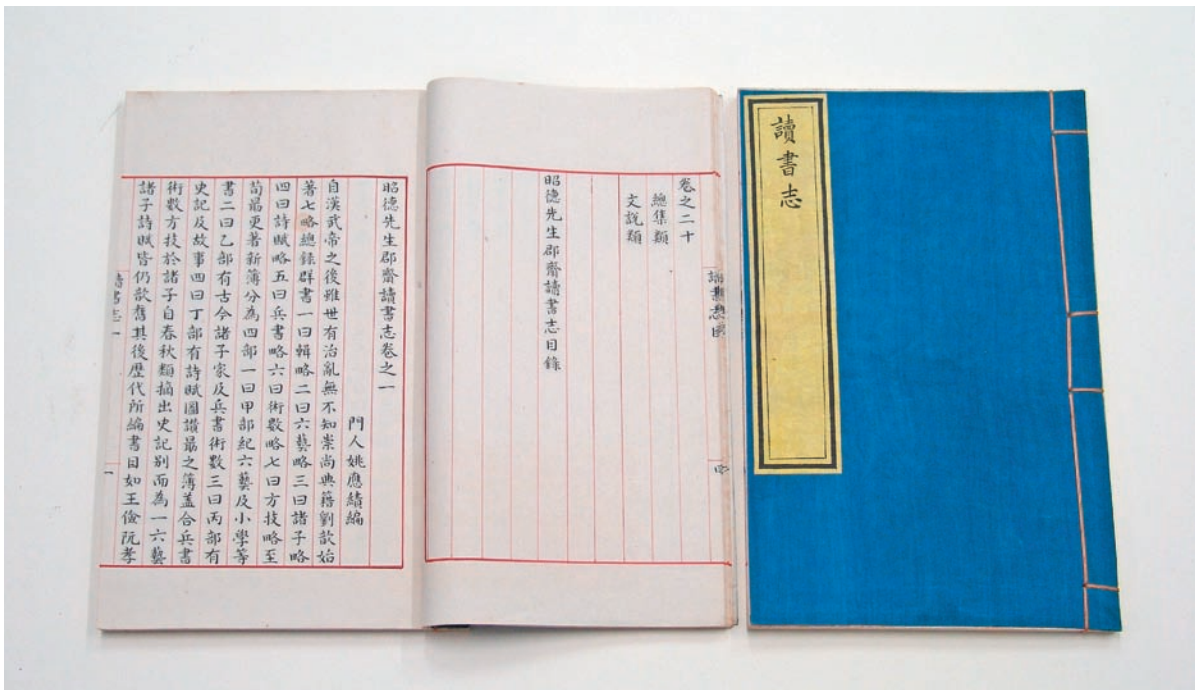 讀書志
卷之二十
總集類
文說類
昭德先生郡齋讀書志目錄
昭德先生郡齋讀書志卷之一
門人姚應績編
自漢武帝之後雖世有治亂無不知崇尚典籍劉歆始
著七略總錄群書一曰輯略二曰六藝略三曰諸子略
四曰詩賦略五曰兵書略六曰術數略七曰方技略至
荀勗更著新簿分為四部一曰甲部紀六藝及小學等
書二曰乙部有古今諸子家及兵書術數三曰丙部有
史記及故事四曰丁部有詩賦圖讚勗之簿蓋合兵書
術數方技於諸子自春秋類摘出史記別而為一六藝
諸子詩賦皆仍歆舊其後歷代所編書目如王儉阮孝
讀書志一
一